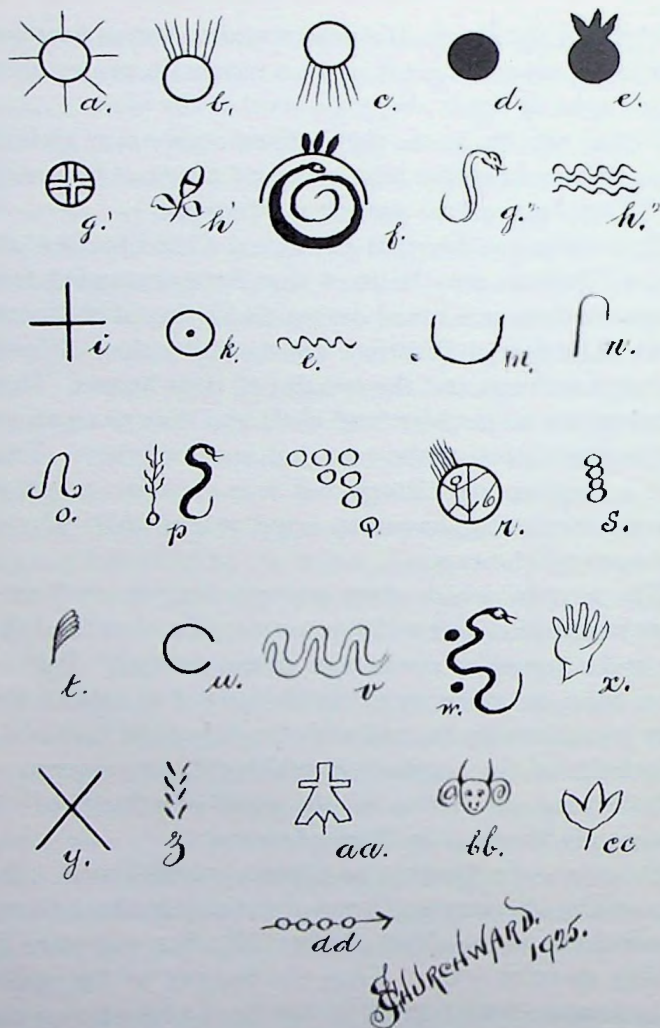 a. b, c. d. e.
g.' h' f. g." h."
i k. l. m. n.
o. p Q. r. s.
t. u. v w. x.
y. z aa. bb. cc
dd
J CHURCHWARD.
1925.